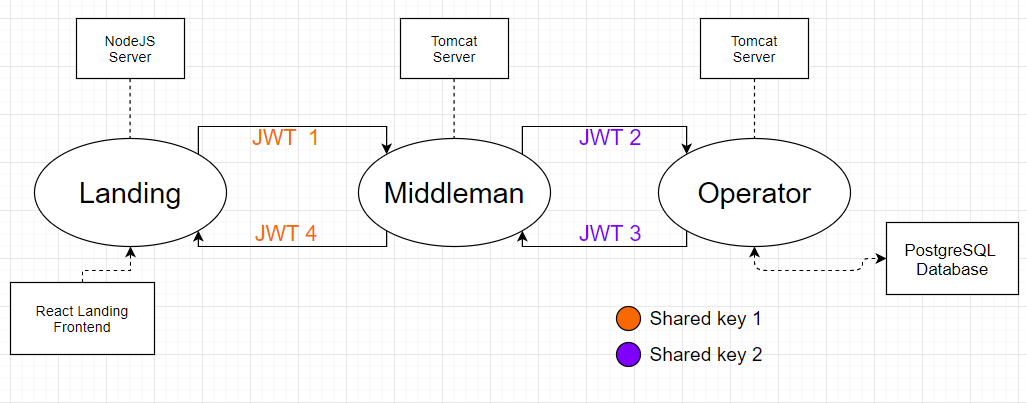 NodeJS
Server
Tomcat
Server
Tomcat
Server
JWT 1
JWT 2
Landing
Middleman
Operator
JWT 4
JWT 3
PostgreSQL
Database
React Landing
Frontend
Shared key 1
Shared key 2